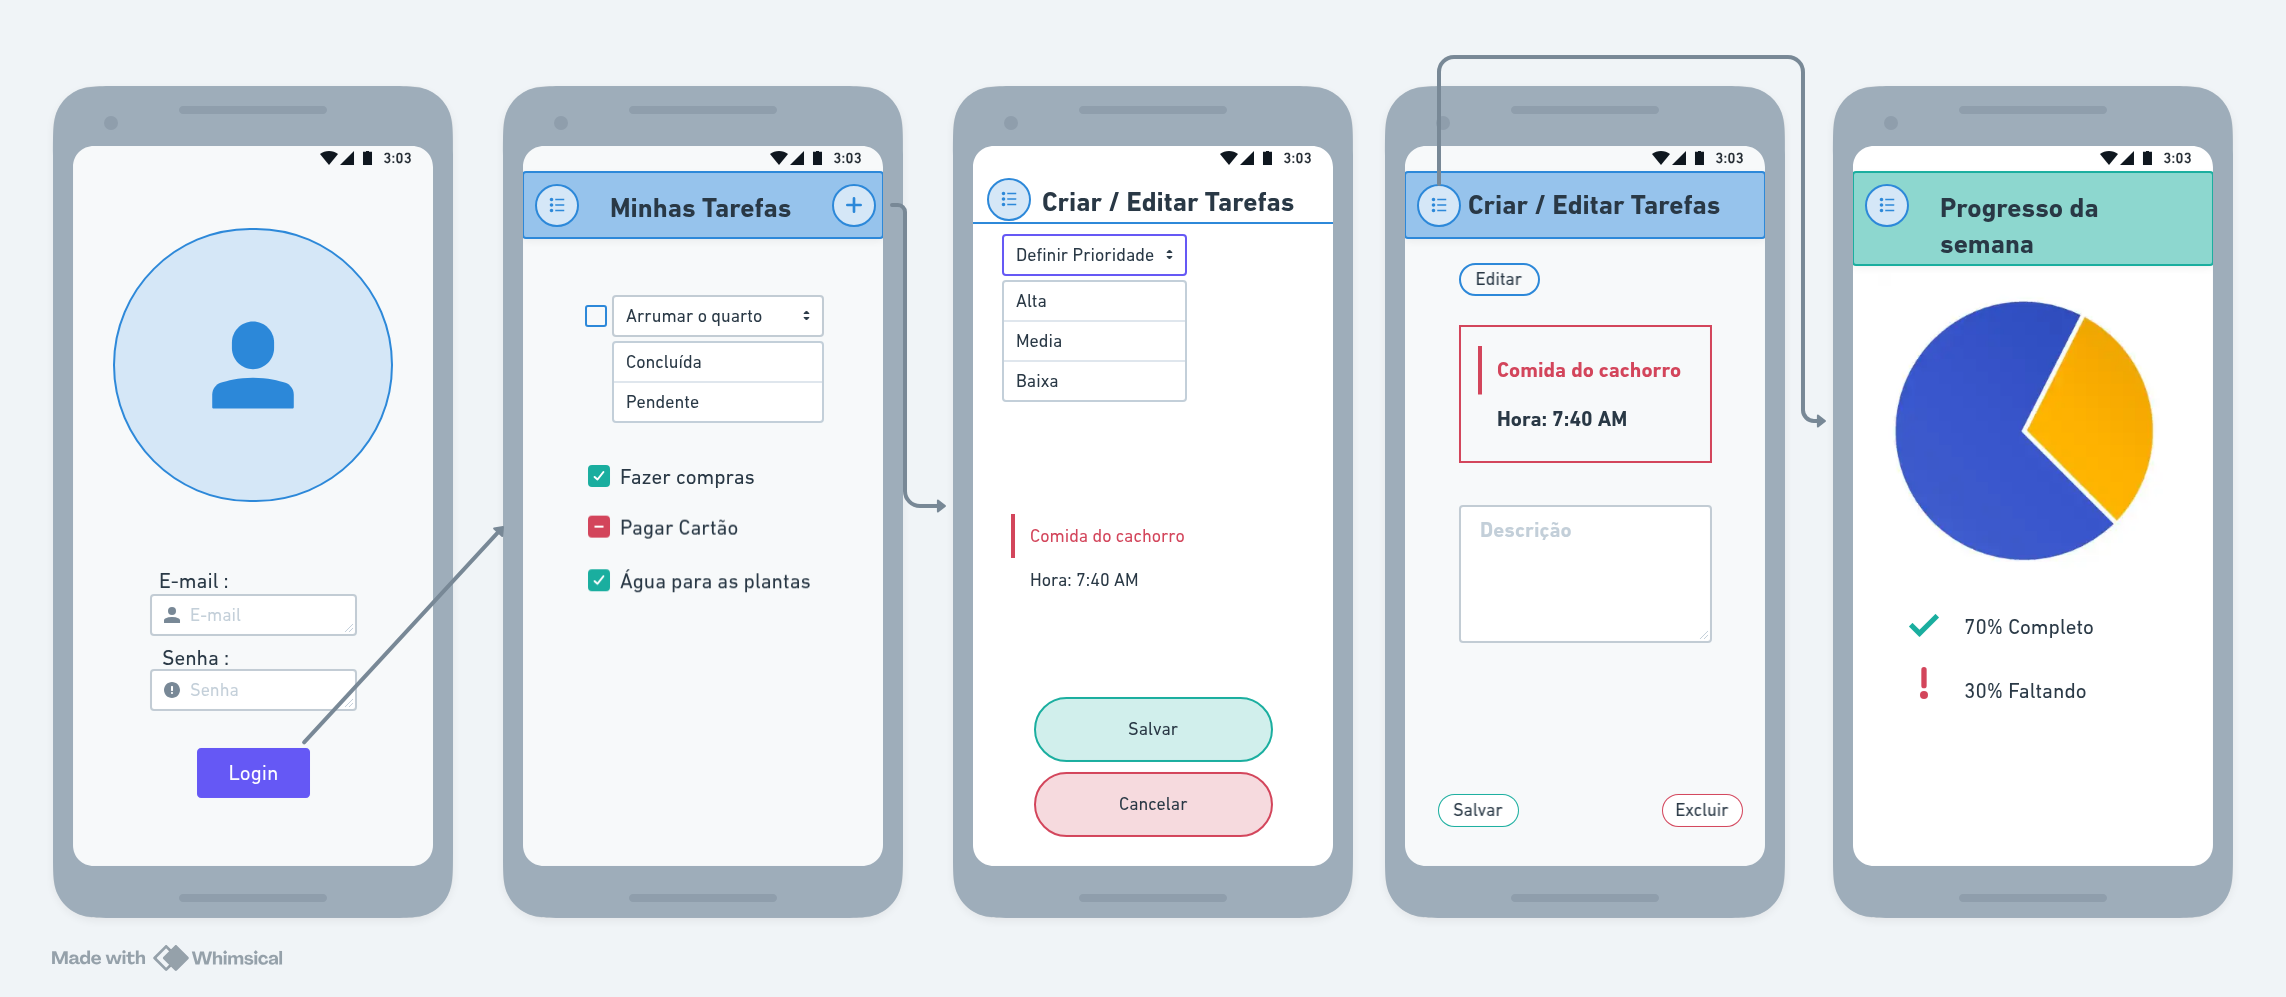 3:03
E-mail :
E-mail
Senha :
Senha
Login
3:03
Minhas Tarefas
Arrumar o quarto
Concluída
Pendente
Fazer compras
Pagar Cartão
Água para as plantas
3:03
Criar / Editar Tarefas
Definir Prioridade
Alta
Media
Baixa
Comida do cachorro
Hora: 7:40 AM
Salvar
Cancelar
3:03
Criar / Editar Tarefas
Editar
Comida do cachorro
Hora: 7:40 AM
Descrição
Salvar
Excluir
3:03
Progresso da
semana
70% Completo
30% Faltando
Made with Whimsical